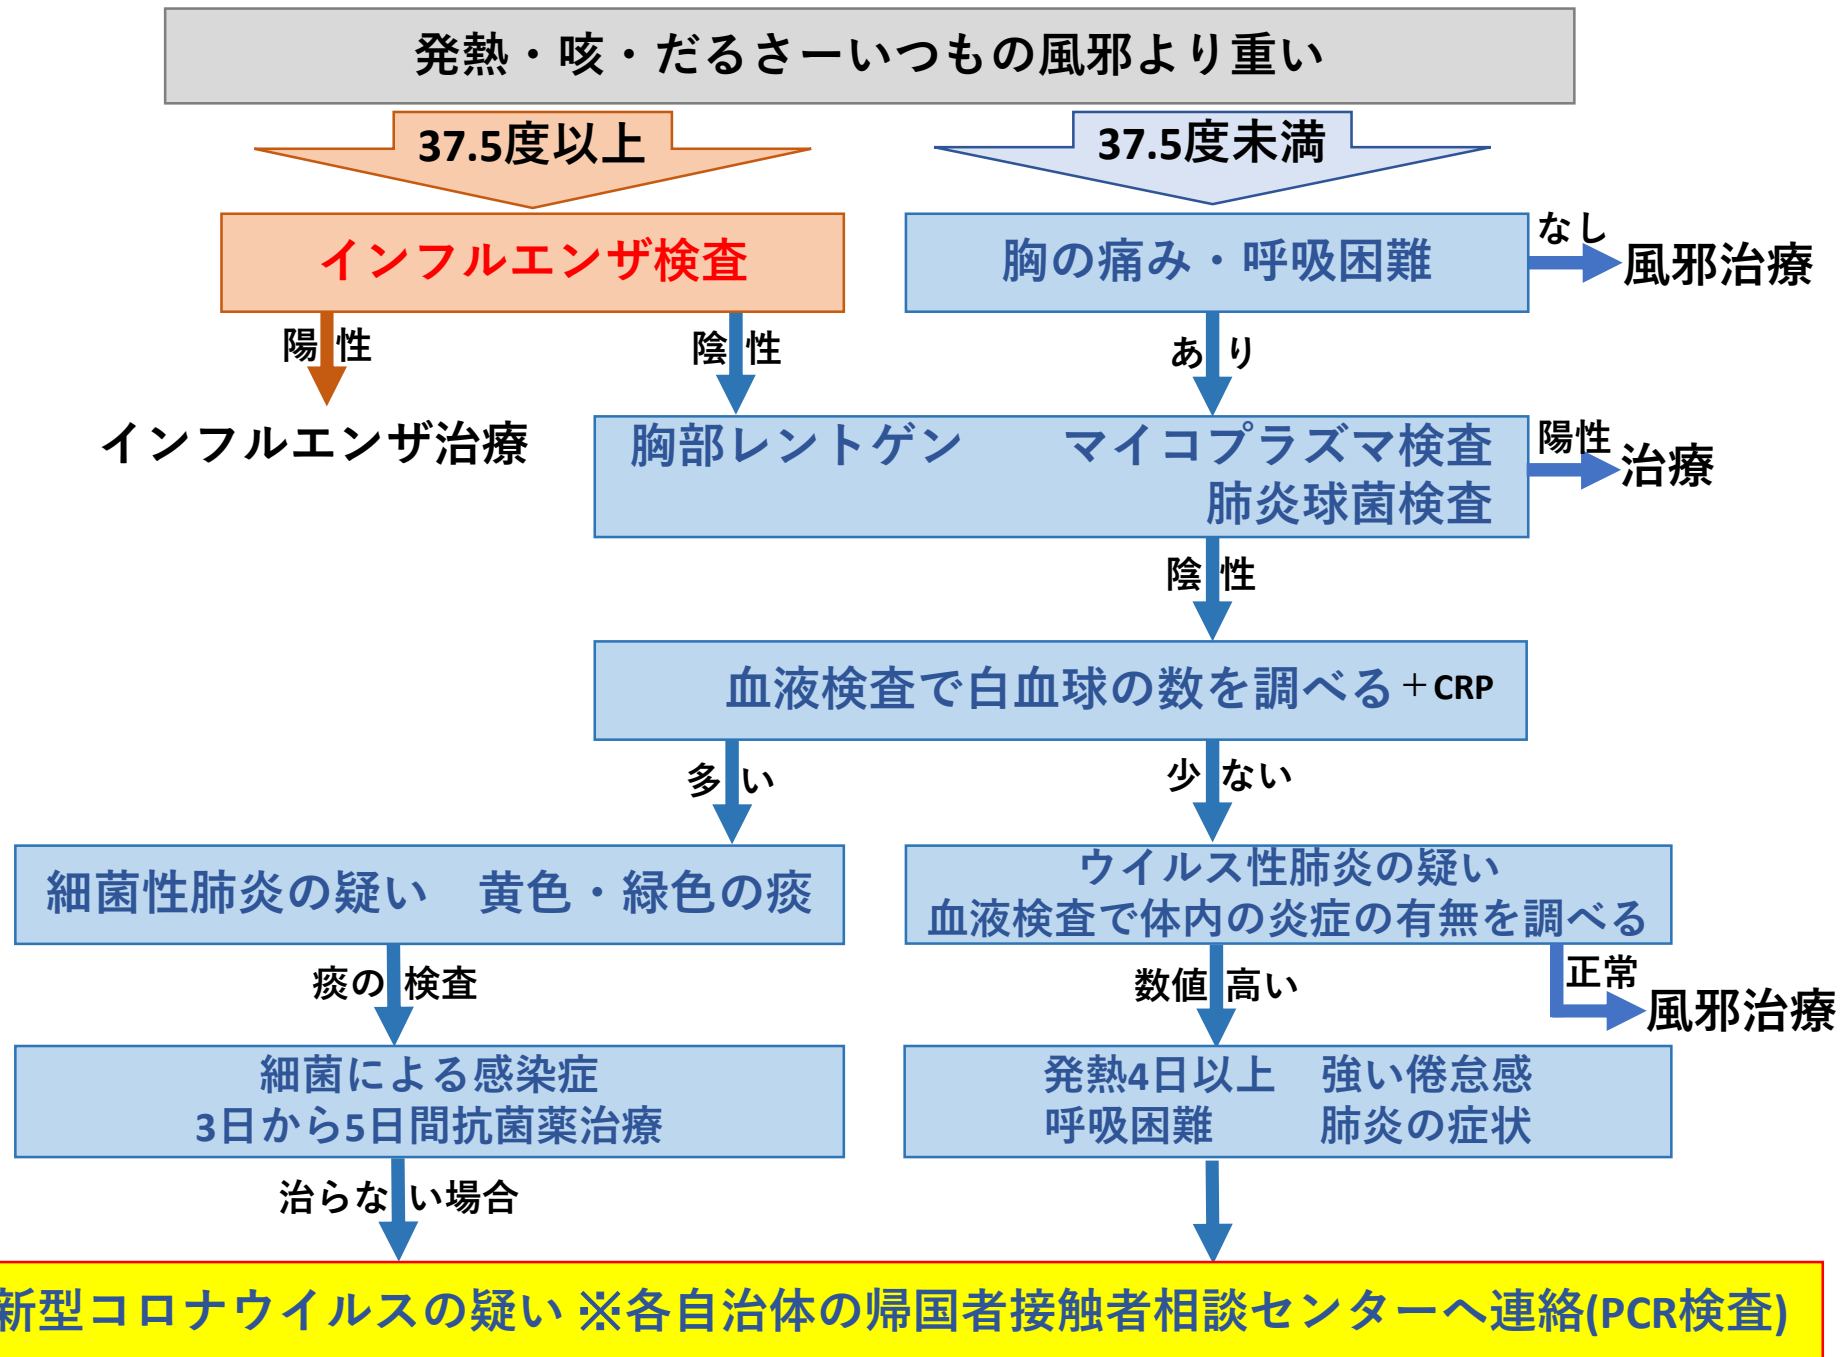 発熱・咳・だるさーいつもの風邪より重い
37.5度以上
37.5度未満
インフルエンザ検査
胸の痛み・呼吸困難
なし
風邪治療
陽性
陰性
あり
インフルエンザ治療
胸部レントゲン　マイコプラズマ検査
肺炎球菌検査
陽性
治療
陰性
血液検査で白血球の数を調べる+CRP
多い
少ない
細菌性肺炎の疑い　黄色・緑色の痰
ウイルス性肺炎の疑い
血液検査で体内の炎症の有無を調べる
痰の検査
数値高い
正常
風邪治療
細菌による感染症
3日から5日間抗菌薬治療
発熱4日以上　強い倦怠感
呼吸困難　肺炎の症状
治らない場合
新型コロナウイルスの疑い ※各自治体の帰国者接触者相談センターへ連絡(PCR検査)